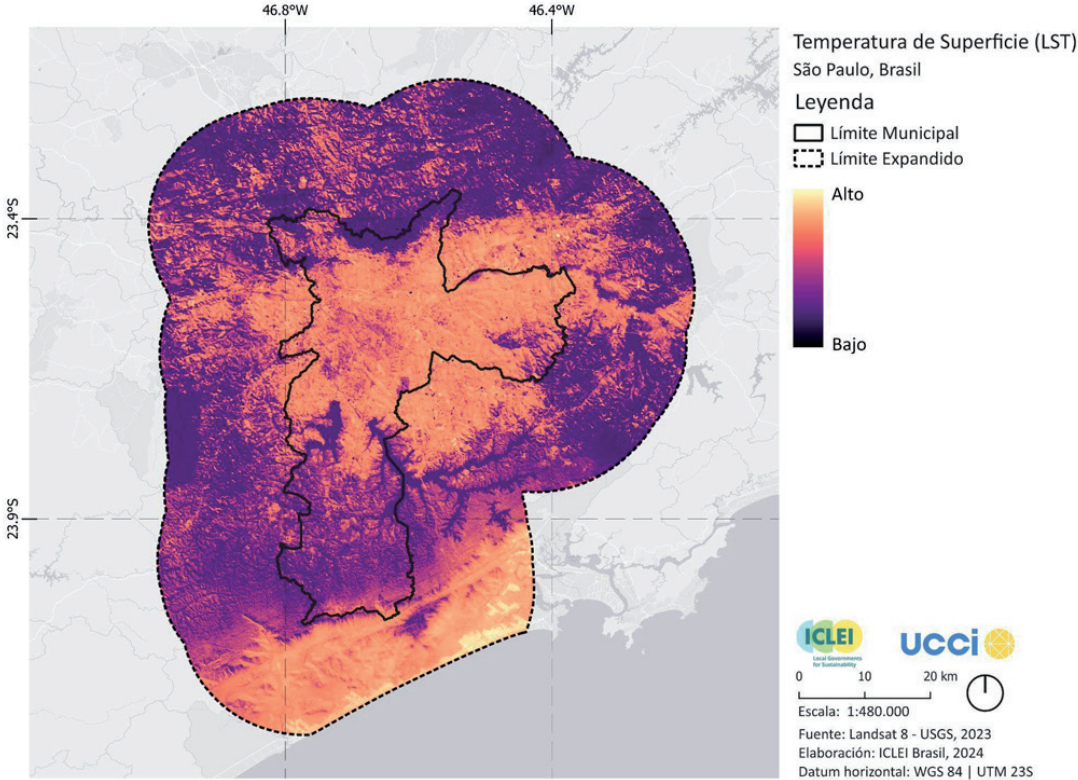 46.8°W
46.4°W
23.4°S
23.9°S
Temperatura de Superficie (LST)
São Paulo, Brasil
Leyenda
Límite Municipal
Límite Expandido
Alto
Bajo
ICLEI
Local Governments
for Sustainability
UCCi
0 10 20 km
Escala: 1:480.000
Fuente: Landsat 8 - USGS, 2023
Elaboración: ICLEI Brasil, 2024
Datum horizontal: WGS 84 | UTM 23S